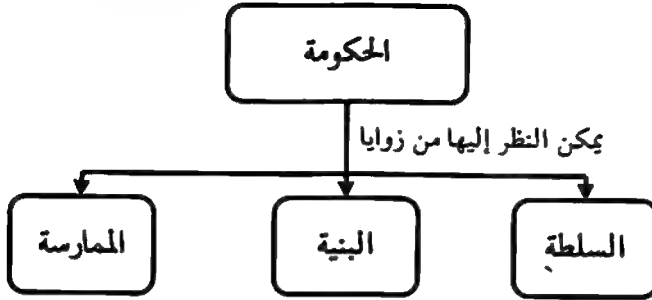 الحكومة
يمكن النظر إليها من زوايا
السلطة
البنية
الممارسة